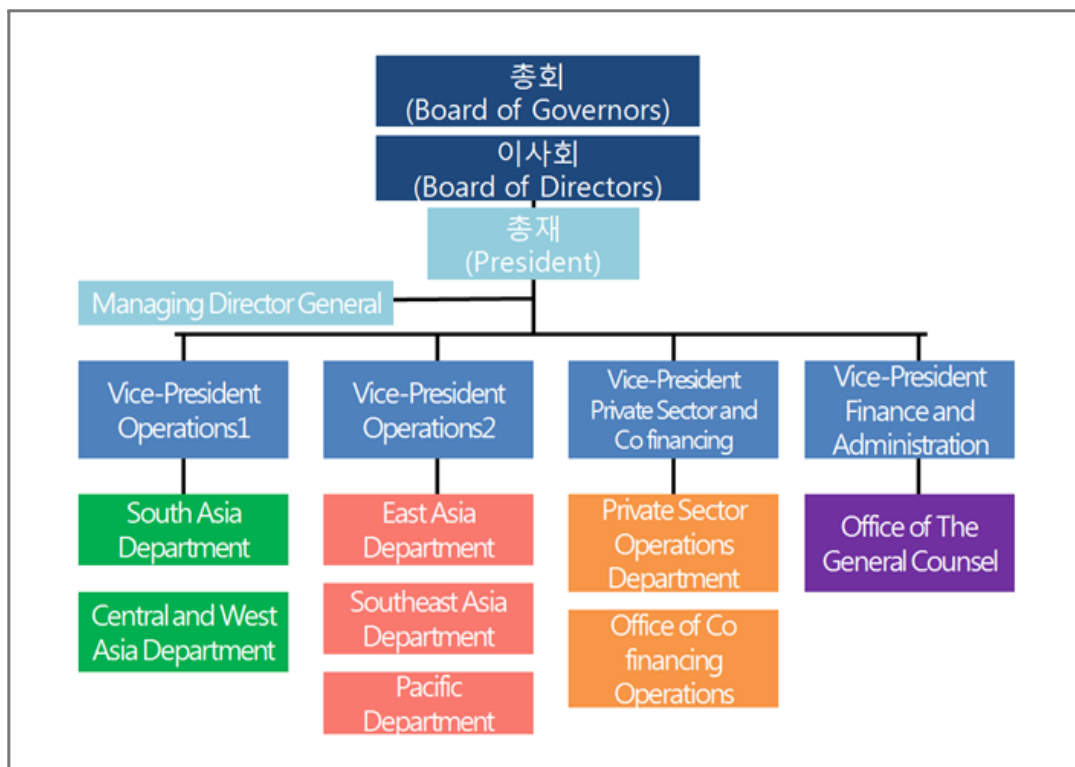 총회
(Board of Governors)
이사회
(Board of Directors)
총재
(President)
Managing Director General
Vice-President
Operations1
Vice-President
Operations2
Vice-President
Private Sector and
Co financing
Vice-President
Finance and
Administration
South Asia
Department
East Asia
Department
Private Sector
Operations
Department
Office of The
General Counsel
Central and West
Asia Department
Southeast Asia
Department
Office of Co
financing
Operations
Pacific
Department